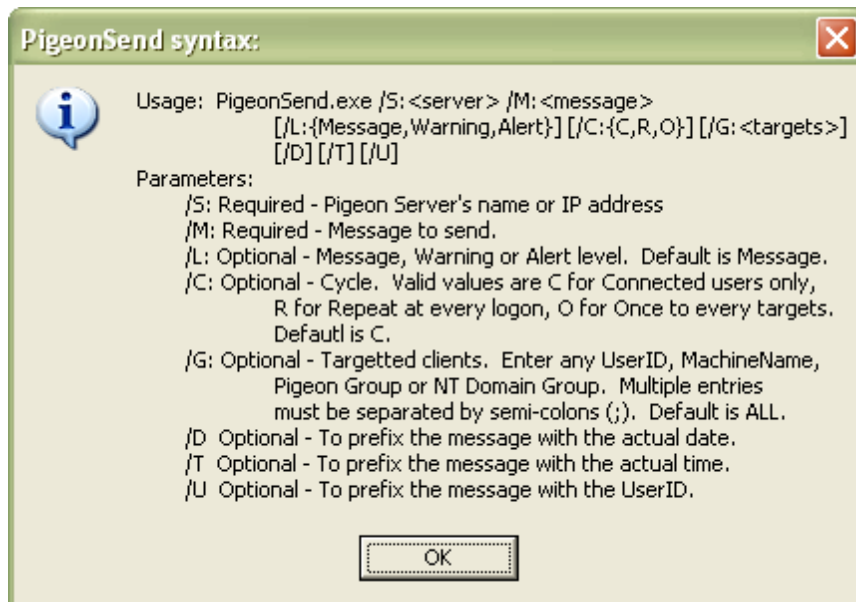 PigeonSend syntax:
Usage: PigeonSend.exe /S:<server> /M:<message>
[/L:{Message,Warning,Alert}] [/C:{C,R,O}] [/G:<targets>]
[/D] [/T] [/U]
Parameters:
/S: Required - Pigeon Server's name or IP address
/M: Required - Message to send.
/L: Optional - Message, Warning or Alert level. Default is Message.
/C: Optional - Cycle. Valid values are C for Connected users only,
R for Repeat at every logon, O for Once to every targets.
Defautl is C.
/G: Optional - Targetted clients. Enter any UserID, MachineName,
Pigeon Group or NT Domain Group. Multiple entries
must be separated by semi-colons (;). Default is ALL.
/D Optional - To prefix the message with the actual date.
/T Optional - To prefix the message with the actual time.
/U Optional - To prefix the message with the UserID.
OK